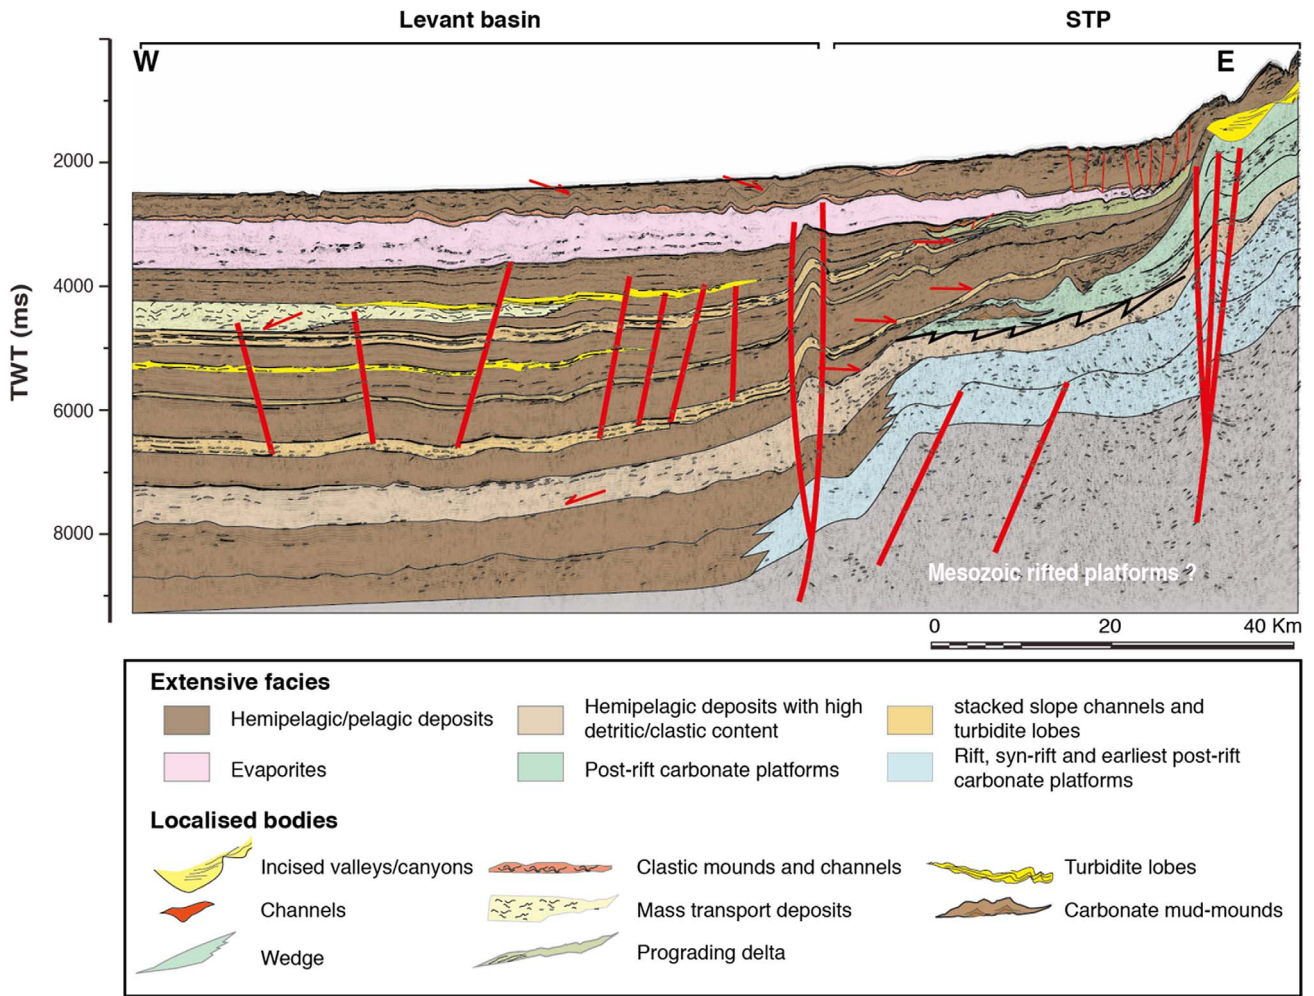 Levant basin
STP
W
E
TWT (ms)
2000
4000
6000
8000
Mesozoic rifted platforms ?
0
20
40 Km
Extensive facies
Hemipelagic/pelagic deposits
Hemipelagic deposits with high
detritic/clastic content
stacked slope channels and
turbidite lobes
Evaporites
Post-rift carbonate platforms
Rift, syn-rift and earliest post-rift
carbonate platforms
Localised bodies
Incised valleys/canyons
Clastic mounds and channels
Turbidite lobes
Channels
Mass transport deposits
Carbonate mud-mounds
Wedge
Prograding delta